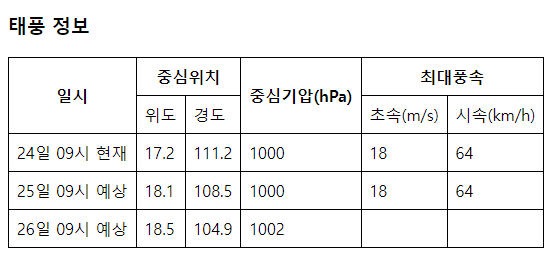 태풍 정보
일시 중심위치 중심기압(hPa) 최대풍속
위도 경도 초속(m/s) 시속(km/h)
24일 09시 현재 17.2 111.2 1000 18 64
25일 09시 예상 18.1 108.5 1000 18 64
26일 09시 예상 18.5 104.9 1002